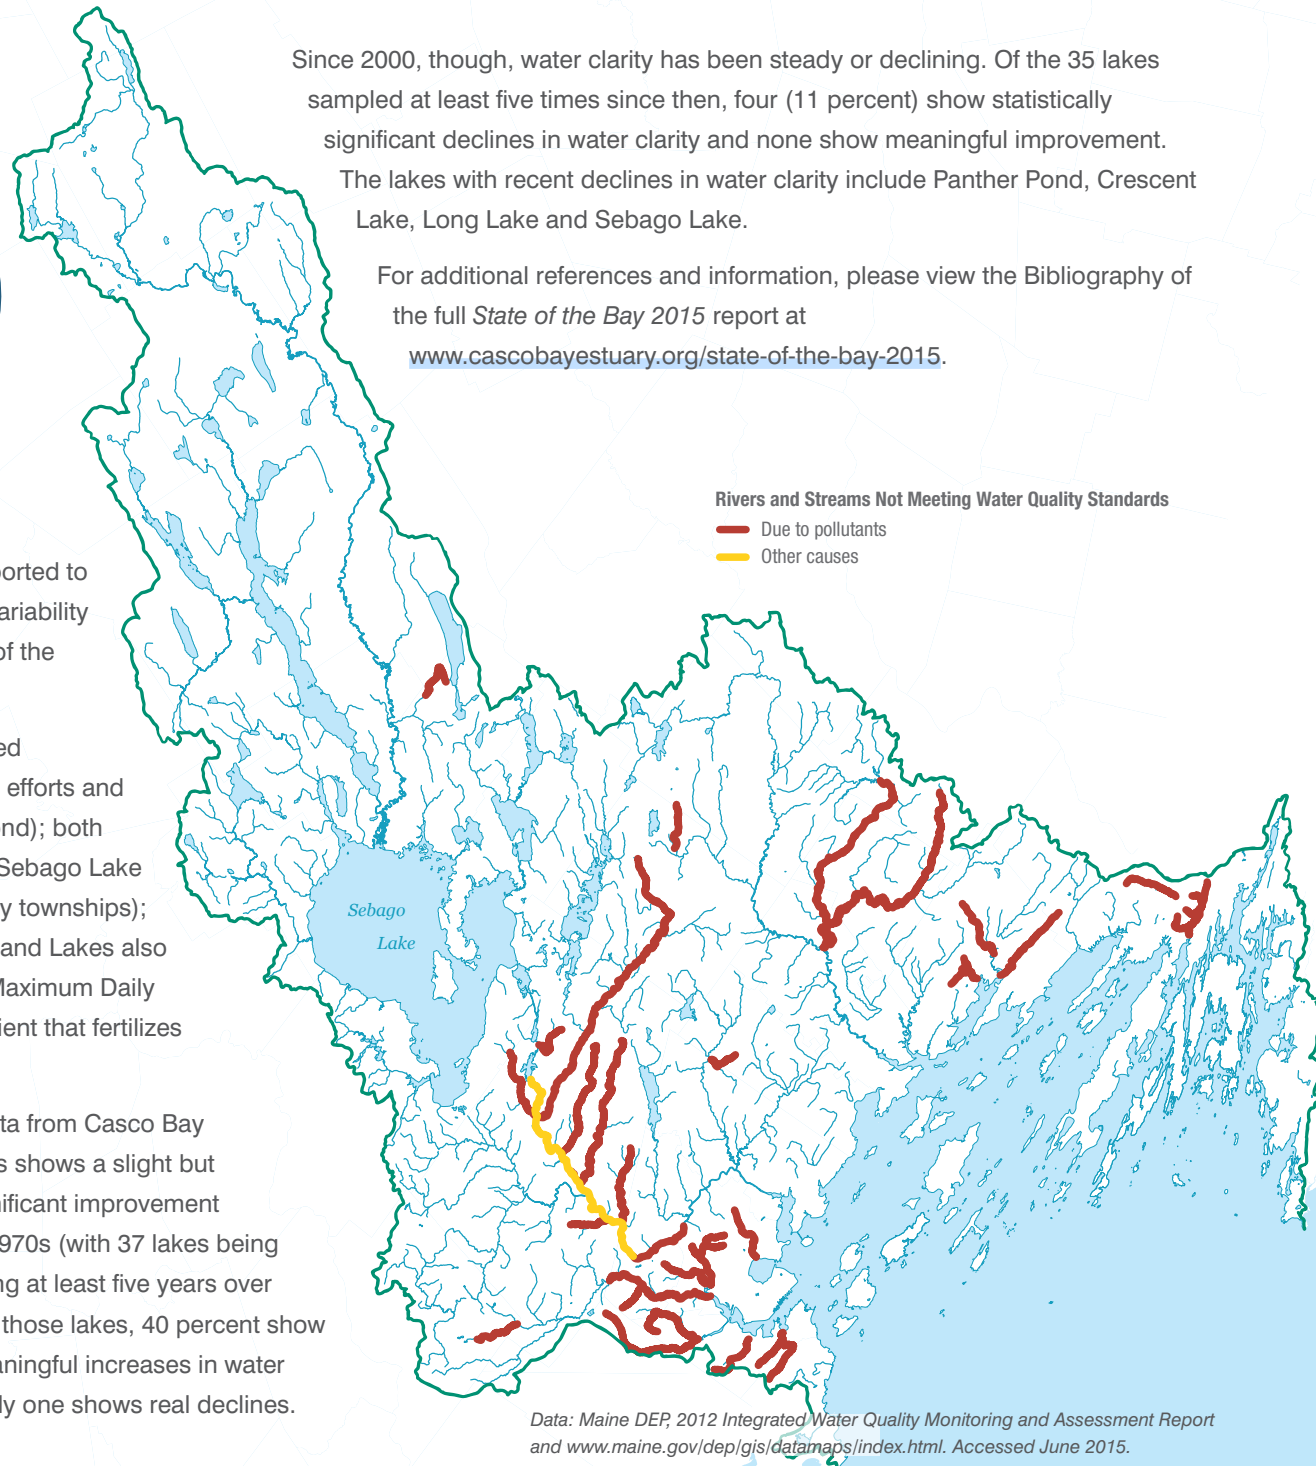 Since 2000, though, water clarity has been steady or declining. Of the 35 lakes
sampled at least five times since then, four (11 percent) show statistically
significant declines in water clarity and none show meaningful improvement.
The lakes with recent declines in water clarity include Panther Pond, Crescent
Lake, Long Lake and Sebago Lake.
For additional references and information, please view the Bibliography of
the full State of the Bay 2015 report at
www.cascobayestuary.org/state-of-the-bay-2015.
Rivers and Streams Not Meeting Water Quality Standards
Due to pollutants
Other causes
orted to
ariability
of the
ed
efforts and
ond); both
Sebago Lake
y townships);
and Lakes also
Maximum Daily
ient that fertilizes
ta from Casco Bay
s shows a slight but
nificant improvement
970s (with 37 lakes being
ng at least five years over
those lakes, 40 percent show
aningful increases in water
ly one shows real declines.
Sebago
Lake
Data: Maine DEP, 2012 Integrated Water Quality Monitoring and Assessment Report
and www.maine.gov/dep/gis/datamaps/index.html. Accessed June 2015.